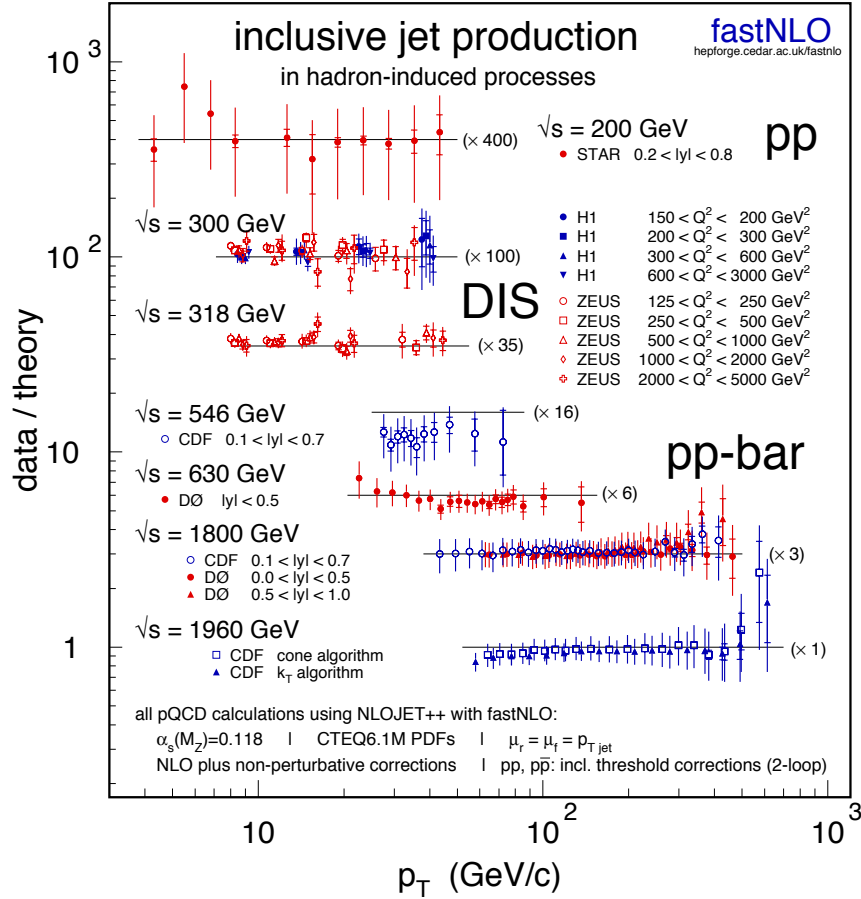 inclusive jet production
in hadron-induced processes
fastNLO
hepforge.cedar.ac.uk/fastnlo
data / theory
10³
10²
10
1
(× 400)
√s = 200 GeV
pp
STAR 0.2 < |y| < 0.8
√s = 300 GeV
(× 100)
DIS
H1 150 < Q² < 200 GeV²
H1 200 < Q² < 300 GeV²
H1 300 < Q² < 600 GeV²
H1 600 < Q² < 3000 GeV²
ZEUS 125 < Q² < 250 GeV²
ZEUS 250 < Q² < 500 GeV²
ZEUS 500 < Q² < 1000 GeV²
ZEUS 1000 < Q² < 2000 GeV²
ZEUS 2000 < Q² < 5000 GeV²
√s = 318 GeV
(× 35)
√s = 546 GeV
CDF 0.1 < |y| < 0.7
(× 16)
pp-bar
√s = 630 GeV
DØ |y| < 0.5
(× 6)
√s = 1800 GeV
CDF 0.1 < |y| < 0.7
DØ 0.0 < |y| < 0.5
DØ 0.5 < |y| < 1.0
(× 3)
√s = 1960 GeV
CDF cone algorithm
CDF k_T algorithm
(× 1)
all pQCD calculations using NLOJET++ with fastNLO:
α_s(M_Z)=0.118 | CTEQ6.1M PDFs | μ_r = μ_f = p_T jet
NLO plus non-perturbative corrections | pp, pp̅: incl. threshold corrections (2-loop)
10 10² 10³
p_T (GeV/c)